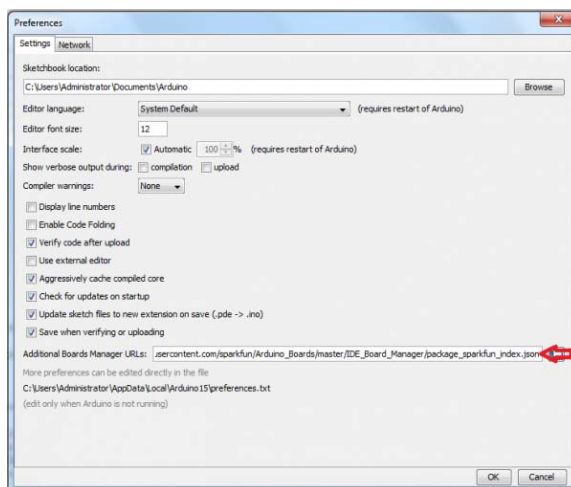 Preferences
Settings Network
Sketchbook location:
C:\Users\Administrator\Documents\Arduino Browse
Editor language: System Default (requires restart of Arduino)
Editor font size: 12
Interface scale: Automatic 100 % (requires restart of Arduino)
Show verbose output during: compilation upload
Compiler warnings: None
Display line numbers
Enable Code Folding
Verify code after upload
Use external editor
Aggressively cache compiled core
Check for updates on startup
Update sketch files to new extension on save (.pde -> .ino)
Save when verifying or uploading
Additional Boards Manager URLs: .sercontent.com/sparkfun/Arduino_Boards/master/IDE_Board_Manager/package_sparkfun_index.json
More preferences can be edited directly in the file
C:\Users\Administrator\AppData\Local\Arduino15\preferences.txt
(edit only when Arduino is not running)
OK Cancel